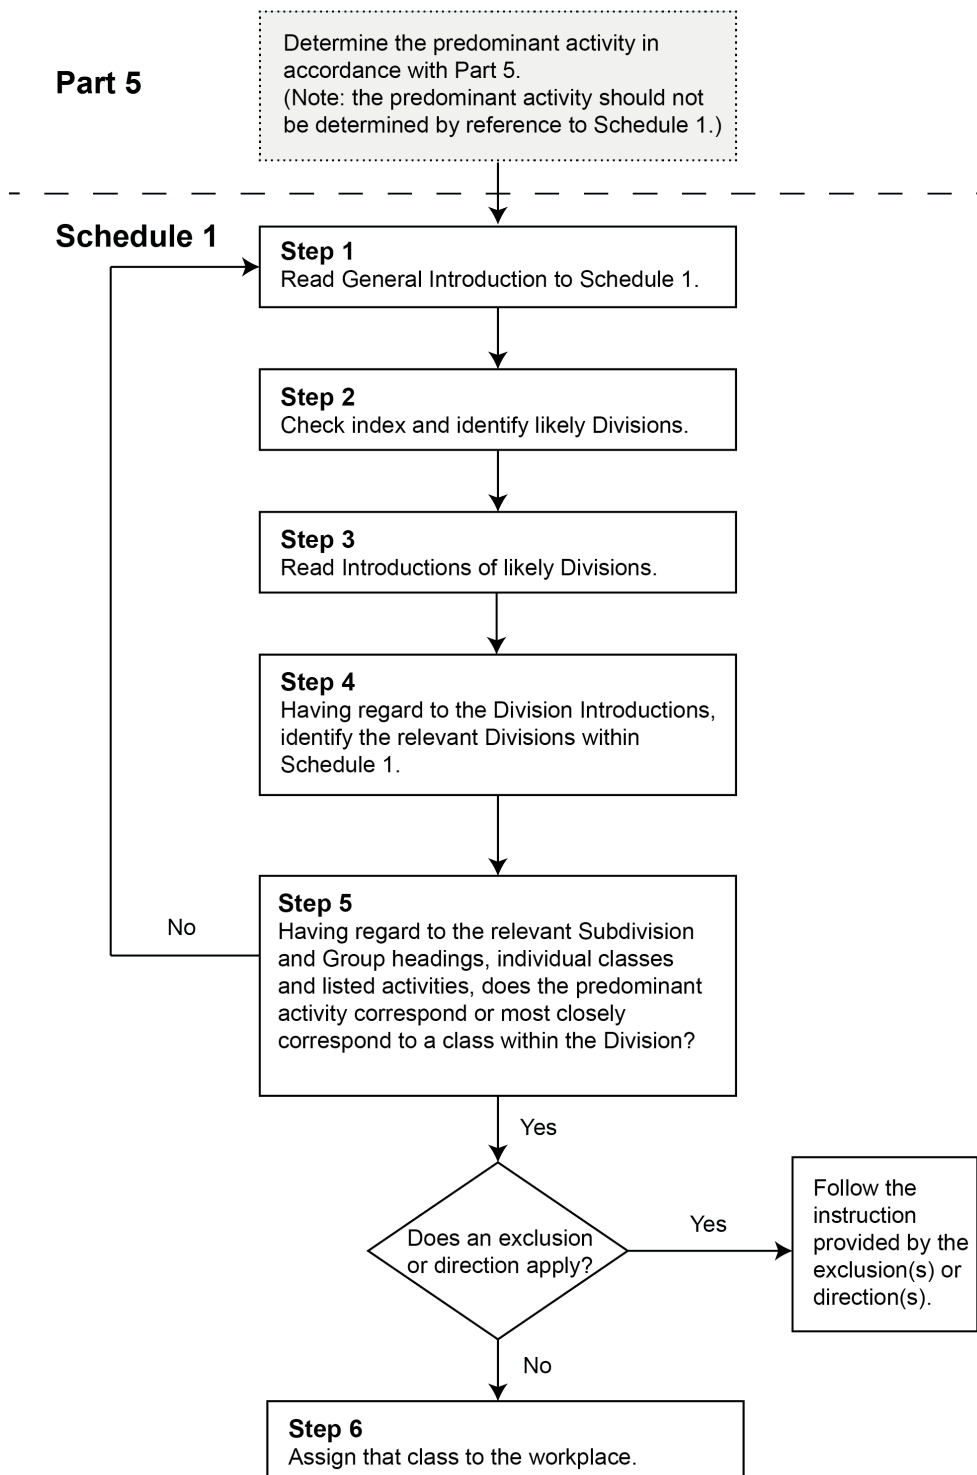 Part 5
Determine the predominant activity in
accordance with Part 5.
(Note: the predominant activity should not
be determined by reference to Schedule 1.)
Schedule 1
Step 1
Read General Introduction to Schedule 1.
Step 2
Check index and identify likely Divisions.
Step 3
Read Introductions of likely Divisions.
Step 4
Having regard to the Division Introductions,
identify the relevant Divisions within
Schedule 1.
Step 5
Having regard to the relevant Subdivision
and Group headings, individual classes
and listed activities, does the predominant
activity correspond or most closely
correspond to a class within the Division?
No
Yes
Does an exclusion
or direction apply?
Yes
Follow the
instruction
provided by the
exclusion(s) or
direction(s).
No
Step 6
Assign that class to the workplace.